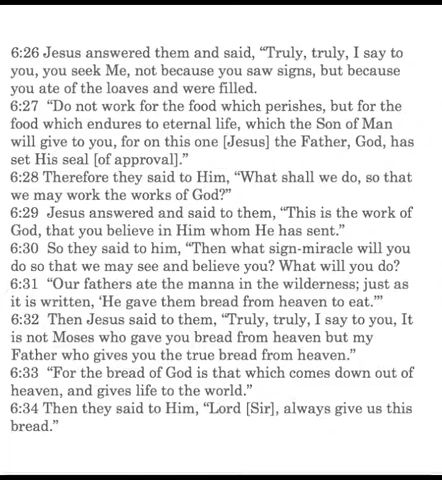 6:26 Jesus answered them and said, “Truly, truly, I say to
you, you seek Me, not because you saw signs, but because
you ate of the loaves and were filled.
6:27  “Do not work for the food which perishes, but for the
food which endures to eternal life, which the Son of Man
will give to you, for on this one [Jesus] the Father, God, has
set His seal [of approval].”
6:28 Therefore they said to Him, “What shall we do, so that
we may work the works of God?”
6:29  Jesus answered and said to them, “This is the work of
God, that you believe in Him whom He has sent.”
6:30  So they said to him, “Then what sign-miracle will you
do so that we may see and believe you? What will you do?
6:31  “Our fathers ate the manna in the wilderness; just as
it is written, ‘He gave them bread from heaven to eat.’”
6:32  Then Jesus said to them, “Truly, truly, I say to you, It
is not Moses who gave you bread from heaven but my
Father who gives you the true bread from heaven.”
6:33  “For the bread of God is that which comes down out of
heaven, and gives life to the world.”
6:34 Then they said to Him, “Lord [Sir], always give us this
bread.”